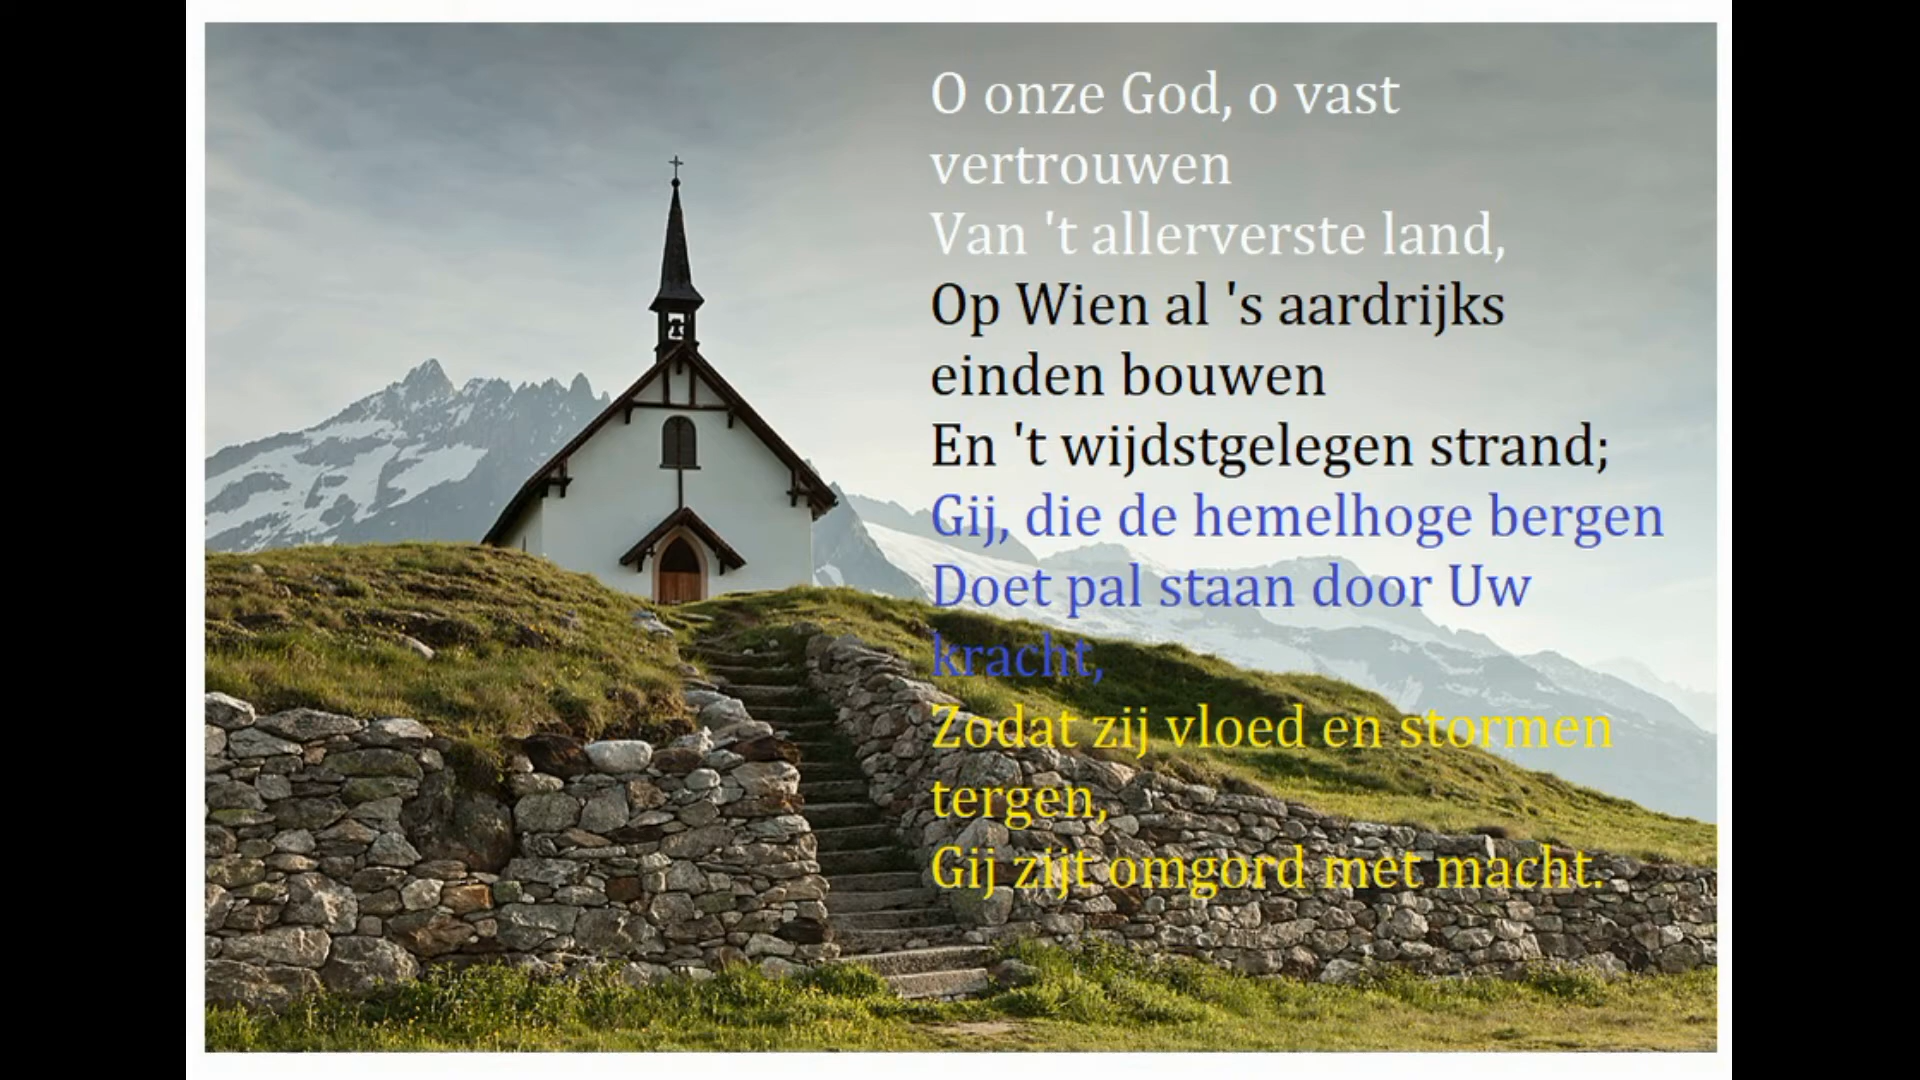 O onze God, o vast
vertrouwen
Van 't allerverste land,
Op Wien al 's aardrijks
einden bouwen
En 't wijdstgelegen strand;
Gij, die de hemelhoge bergen
Doet pal staan door Uw
kracht,
Zodat zij vloed en stormen
tergen,
Gij zijt omgord met macht.